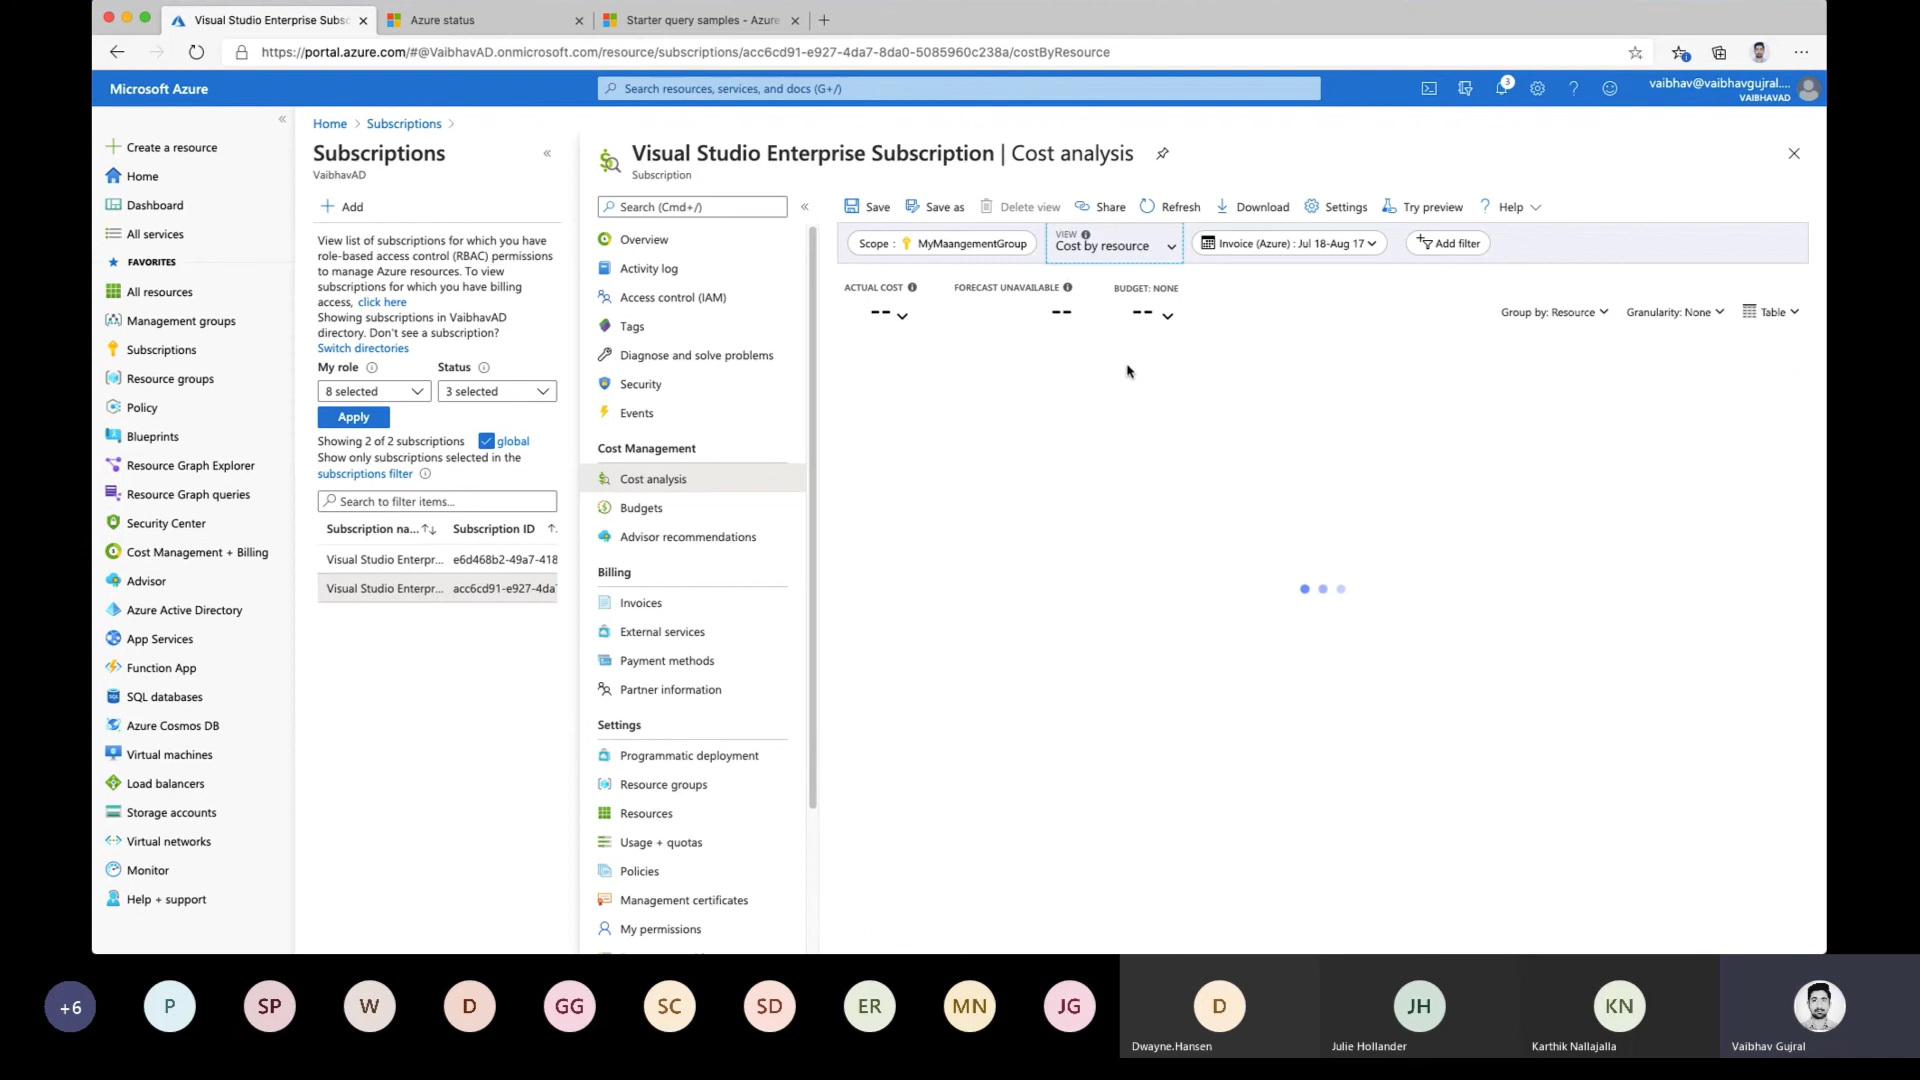 Visual Studio Enterprise Subsc
Azure status
Starter query samples - Azure
https://portal.azure.com/#@VaibhavAD.onmicrosoft.com/resource/subscriptions/acc6cd91-e927-4da7-8da0-5085960c238a/costByResource
Microsoft Azure
Search resources, services, and docs (G+/)
3
vaibhav@vaibhavgujral....
VAIBHAVAD
Create a resource
Home
Dashboard
All services
FAVORITES
All resources
Management groups
Subscriptions
Resource groups
Policy
Blueprints
Resource Graph Explorer
Resource Graph queries
Security Center
Cost Management + Billing
Advisor
Azure Active Directory
App Services
Function App
SQL databases
Azure Cosmos DB
Virtual machines
Load balancers
Storage accounts
Virtual networks
Monitor
Help + support
Home > Subscriptions >
Subscriptions
VaibhavAD
Add
View list of subscriptions for which you have
role-based access control (RBAC) permissions
to manage Azure resources. To view
subscriptions for which you have billing
access, click here
Showing subscriptions in VaibhavAD
directory. Don't see a subscription?
Switch directories
My role
Status
8 selected
3 selected
Apply
Showing 2 of 2 subscriptions
global
Show only subscriptions selected in the
subscriptions filter
Search to filter items...
Subscription na...
Subscription ID
Visual Studio Enterpr... e6d468b2-49a7-418
Visual Studio Enterpr... acc6cd91-e927-4da
Visual Studio Enterprise Subscription | Cost analysis
Subscription
Search (Cmd+/)
Overview
Activity log
Access control (IAM)
Tags
Diagnose and solve problems
Security
Events
Cost Management
Cost analysis
Budgets
Advisor recommendations
Billing
Invoices
External services
Payment methods
Partner information
Settings
Programmatic deployment
Resource groups
Resources
Usage + quotas
Policies
Management certificates
My permissions
Save
Save as
Delete view
Share
Refresh
Download
Settings
Try preview
Help
Scope : MyMaangementGroup
VIEW
Cost by resource
Invoice (Azure) : Jul 18-Aug 17
Add filter
ACTUAL COST
FORECAST UNAVAILABLE
BUDGET: NONE
--
--
--
Group by: Resource
Granularity: None
Table
+6
P
SP
W
D
GG
SC
SD
ER
MN
JG
D
JH
KN
Dwayne.Hansen
Julie Hollander
Karthik Nallajalla
Vaibhav Gujral